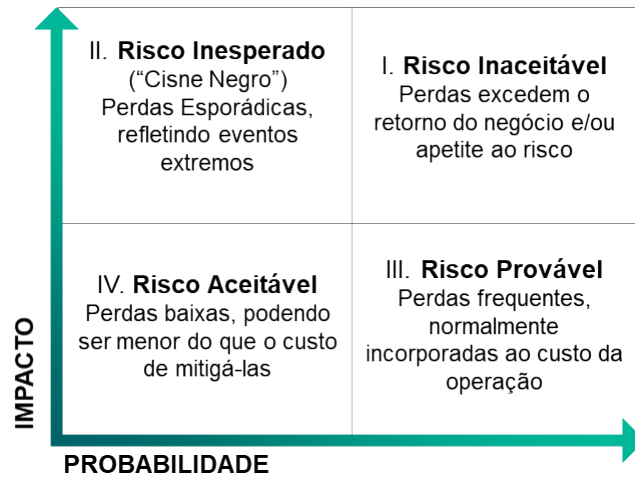 II. Risco Inesperado
(“Cisne Negro”)
Perdas Esporádicas,
refletindo eventos
extremos
I. Risco Inaceitável
Perdas excedem o
retorno do negócio e/ou
apetite ao risco
IV. Risco Aceitável
Perdas baixas, podendo
ser menor do que o custo
de mitigá-las
III. Risco Provável
Perdas frequentes,
normalmente
incorporadas ao custo da
operação
IMPACTO
PROBABILIDADE